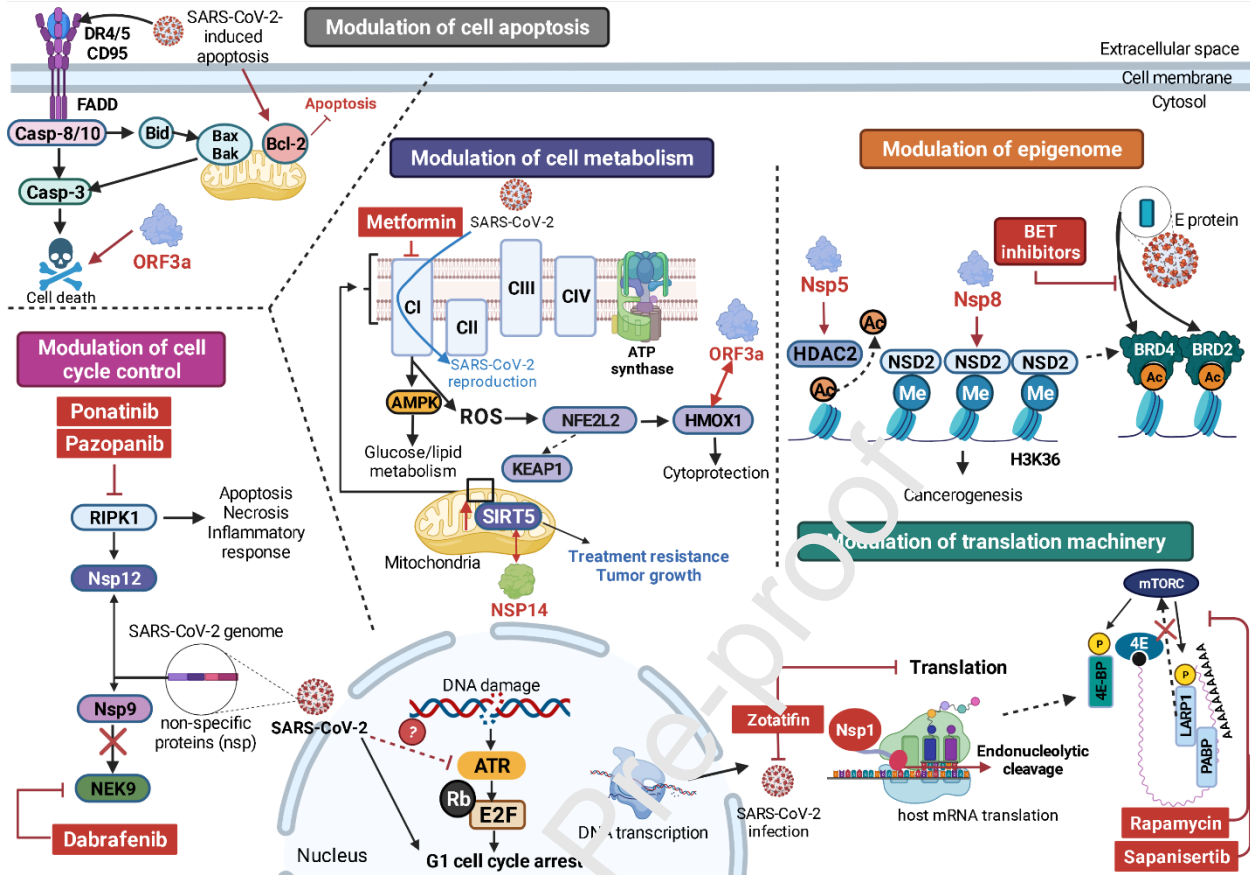 Modulation of cell apoptosis
DR4/5
CD95
SARS-CoV-2-
induced
apoptosis
Extracellular space
Cell membrane
Cytosol
FADD
Casp-8/10
Bid
Bax
Bak
Bcl-2
Apoptosis
Casp-3
ORF3a
Cell death
Modulation of cell metabolism
Metformin
SARS-CoV-2
CI
CII
CIII
CIV
ATP
synthase
SARS-CoV-2
reproduction
ORF3a
AMPK
ROS
NFE2L2
HMOX1
Glucose/lipid
metabolism
KEAP1
Cytoprotection
SIRT5
Mitochondria
Treatment resistance
Tumor growth
NSP14
Modulation of epigenome
BET
inhibitors
E protein
Nsp5
Nsp8
HDAC2
Ac
Ac
NSD2
NSD2
NSD2
Me
Me
Me
BRD4
BRD2
Ac
Ac
H3K36
Cancerogenesis
Modulation of cell
cycle control
Ponatinib
Pazopanib
RIPK1
Apoptosis
Necrosis
Inflammatory
response
Nsp12
SARS-CoV-2 genome
Nsp9
non-specific
proteins (nsp)
SARS-CoV-2
NEK9
Dabrafenib
DNA damage
?
ATR
Rb
E2F
G1 cell cycle arrest
Nucleus
DNA transcription
Modulation of translation machinery
mTORC
P
4E-BP
4E
P
LARP1
PABP
AAAAAAAAAA
Translation
Zotatifin
Nsp1
Endonucleolytic
cleavage
SARS-CoV-2
infection
host mRNA translation
Rapamycin
Sapanisertib
Pre-proof